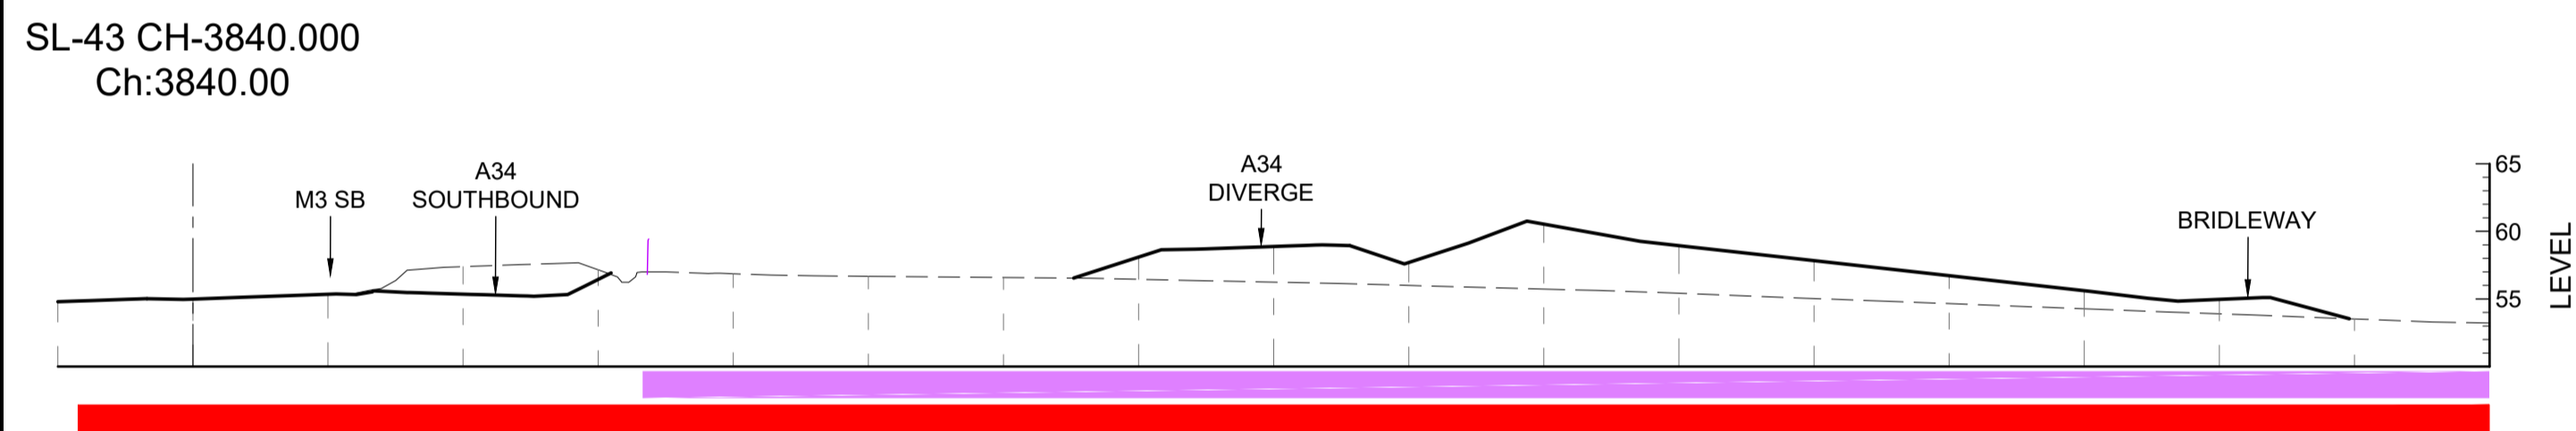 SL-43 CH-3840.000
Ch:3840.00
M3 SB
A34
SOUTHBOUND
A34
DIVERGE
BRIDLEWAY
65
60
55
LEVEL